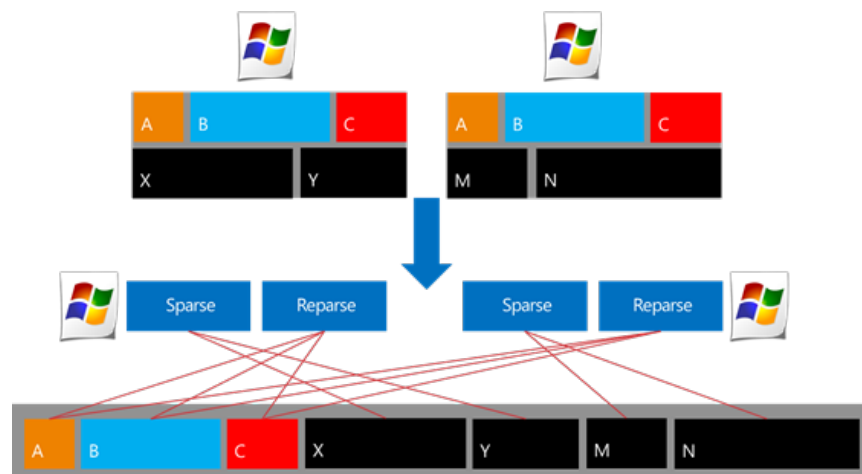 A B C A B C
X Y M N
Sparse Reparse Sparse Reparse
A B C X Y M N